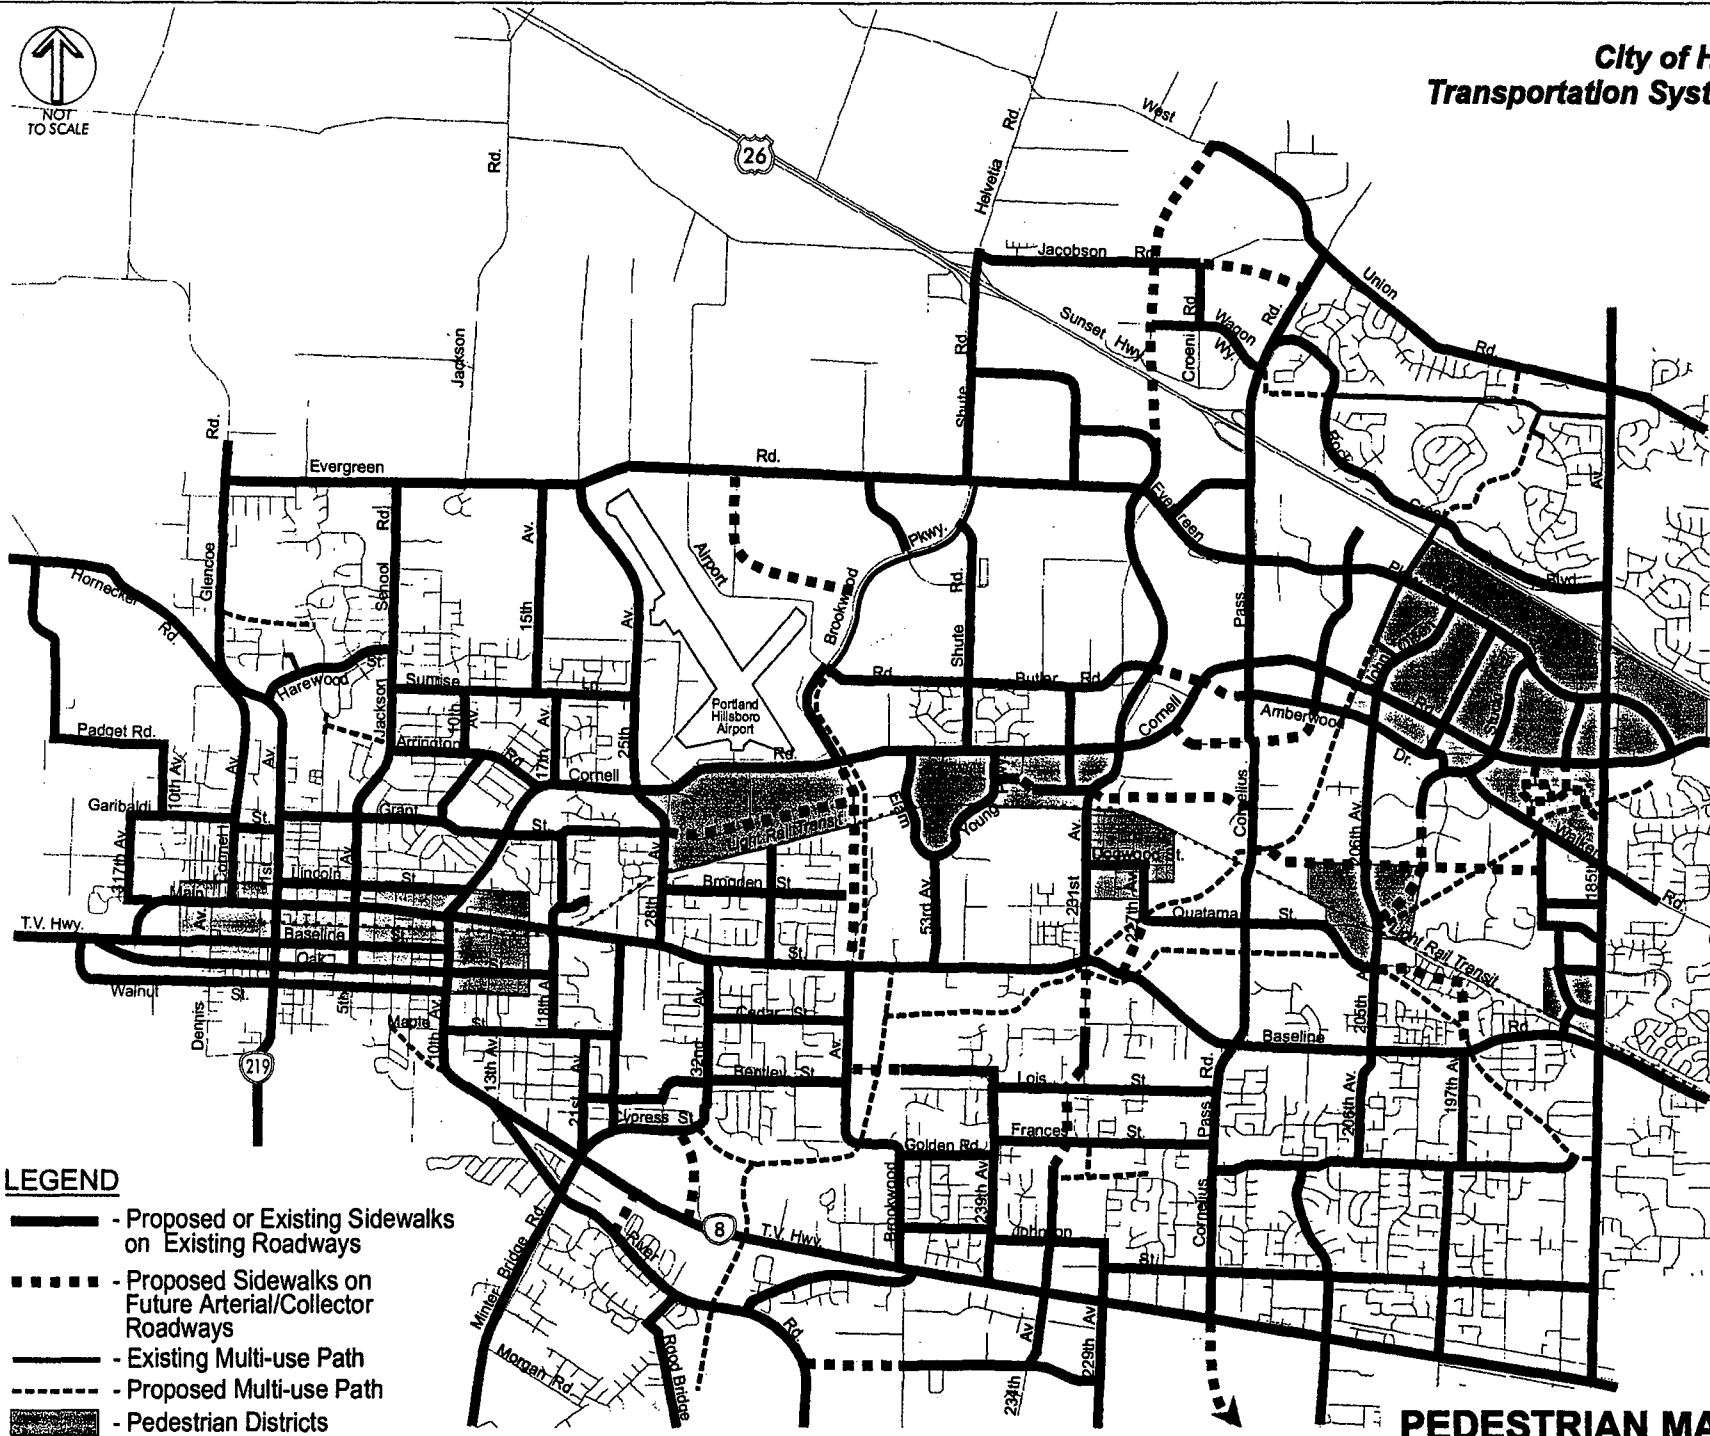 City of H
Transportation Syst
NOT
TO SCALE
26
West
Rd.
Helvetia
Rd.
Jacobson Rd.
Union
Rd.
Sunset Hwy
Croeni Rd.
Wagon
Wy.
Rd.
Jackson
Shute Rd.
Rock
Creek
Blvd
Av.
Rd.
Evergreen
Rd.
Evergreen
Glencoe
School Rd.
15th Av.
Av.
Airport
Brookwood
Pkwy.
Shute Rd.
Pass
Hornecker
Rd.
Harewood
St.
Sunrise
Ln.
Jackson
10th Av.
Arrington
Rd.
17th Av.
25th
Portland
Hillsboro
Airport
Rd.
Butler Rd.
Cornell
Amberwood
Dr.
Padget Rd.
10th Av.
Av.
Av.
Cornell
Rd.
Garibaldi
St.
Grant
St.
Light Rail Transit
Elam
Young
Av.
Cornelius
206th Av.
Walker
Rd.
317th Av.
1st
Av.
Lincoln St.
Main
Av.
28th
Brogden St.
53rd Av.
231st
Dogwood St.
227th Av.
Quatama St.
185th
T.V. Hwy.
Baseline St.
Oak
St.
St.
Light Rail Transit
Walnut St.
Dennis
5th
Maple St.
10th Av.
18th Av.
32nd Av.
Cedar St.
Av.
205th
Baseline
Rd.
219
13th Av.
21st Av.
Bentley St.
Lois St.
Rd.
206th Av.
197th Av.
Cypress St.
Golden Rd.
Frances St.
Pass
LEGEND
- Proposed or Existing Sidewalks
on Existing Roadways
- Proposed Sidewalks on
Future Arterial/Collector
Roadways
- Existing Multi-use Path
- Proposed Multi-use Path
- Pedestrian Districts
Minter Bridge Rd.
River
Rd.
8
T.V. Hwy.
Brookwood
239th Av.
Johnson
St.
Cornelius
Morgan Rd.
Rood Bridge
234th Av.
229th Av.
PEDESTRIAN MA